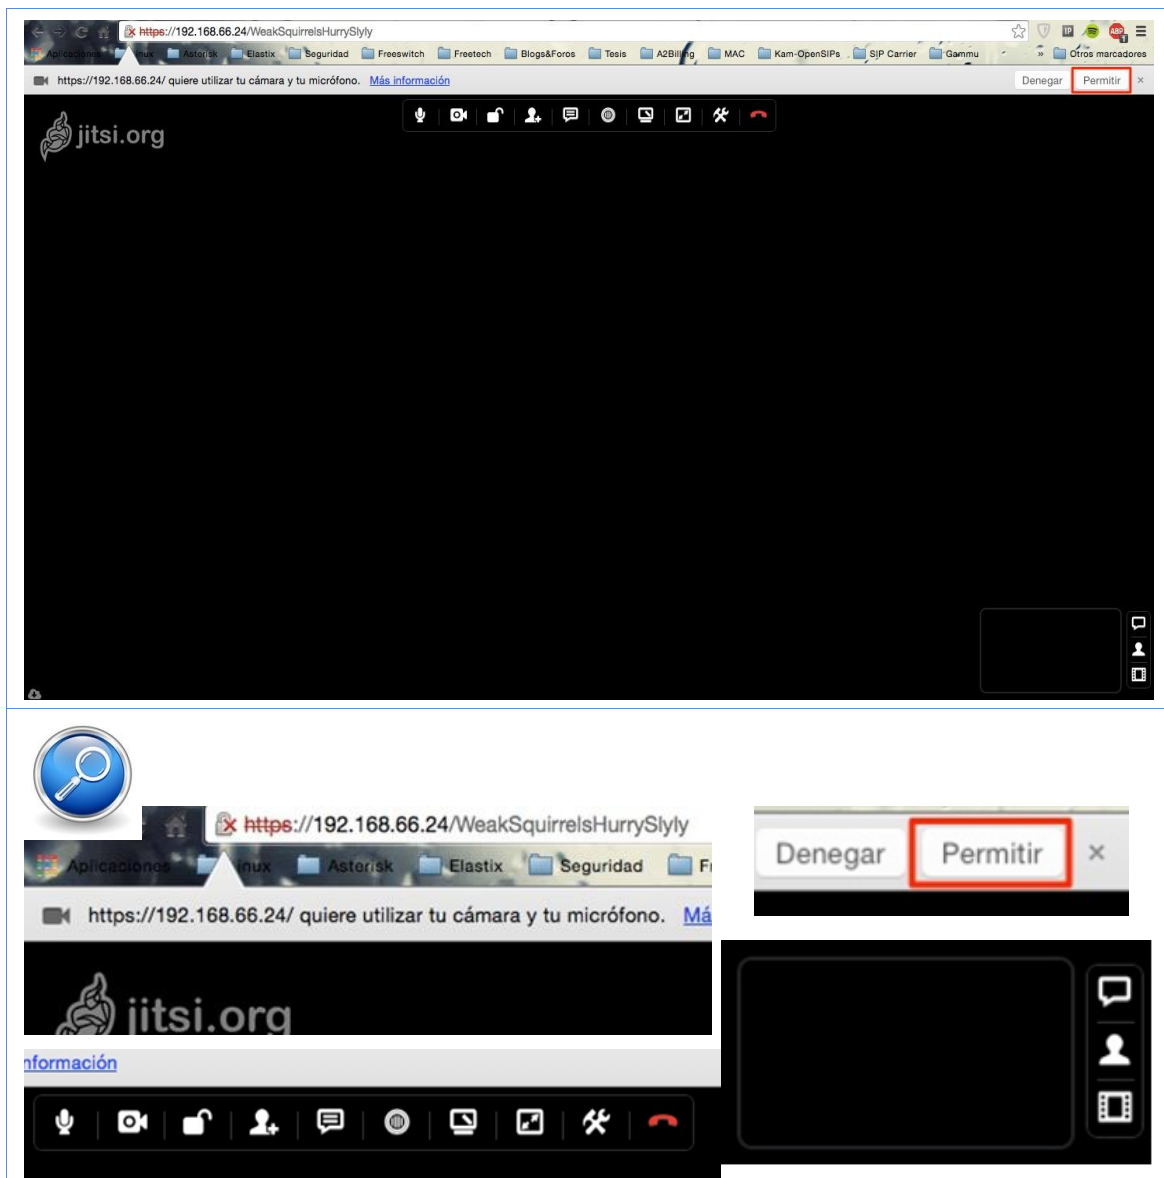 https://192.168.66.24/WeakSquirrelsHurrySlyly
Aplicaciones Linux Asterisk Elastix Seguridad Freeswitch Freetech Blogs&Foros Tesis A2Billing MAC Kam-OpenSIPs SIP Carrier Gammu » Otros marcadores
https://192.168.66.24/ quiere utilizar tu cámara y tu micrófono. Más información Denegar Permitir ×
jitsi.org
https://192.168.66.24/WeakSquirrelsHurrySlyly
Aplicaciones inux Asterisk Elastix Seguridad F
https://192.168.66.24/ quiere utilizar tu cámara y tu micrófono. Má
jitsi.org
Denegar Permitir ×
nformación